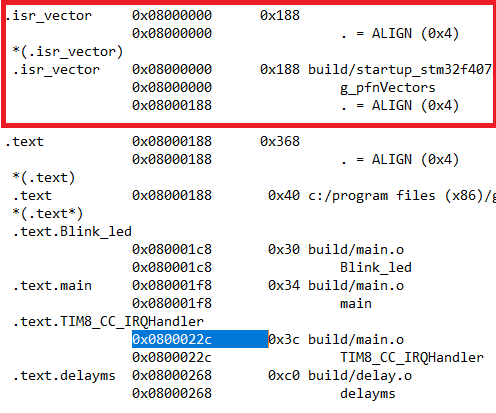 .isr_vector 0x08000000 0x188
0x08000000 . = ALIGN (0x4)
*(.isr_vector)
.isr_vector 0x08000000 0x188 build/startup_stm32f407
0x08000000 g_pfnVectors
0x08000188 . = ALIGN (0x4)
.text 0x08000188 0x368
0x08000188 . = ALIGN (0x4)
*(.text)
.text 0x08000188 0x40 c:/program files (x86)/g
*(.text*)
.text.Blink_led
0x080001c8 0x30 build/main.o
0x080001c8 Blink_led
.text.main 0x080001f8 0x34 build/main.o
0x080001f8 main
.text.TIM8_CC_IRQHandler
0x0800022c 0x3c build/main.o
0x0800022c TIM8_CC_IRQHandler
.text.delayms 0x08000268 0xc0 build/delay.o
0x08000268 delayms